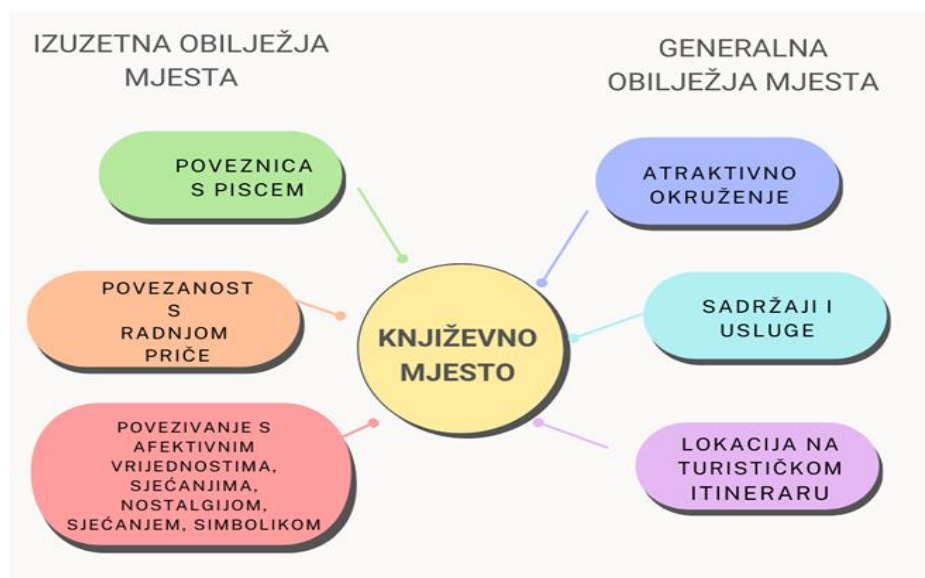 IZUZETNA OBILJEŽJA
MJESTA
POVEZNICA
S PISCEM
POVEZANOST
S
RADNJOM
PRIČE
POVEZIVANJE S
AFEKTIVNIM
VRIJEDNOSTIMA,
SJEĆANJIMA,
NOSTALGIJOM,
SJEĆANJEM, SIMBOLIKOM
KNJIŽEVNO
MJESTO
GENERALNA
OBILJEŽJA MJESTA
ATRAKTIVNO
OKRUŽENJE
SADRŽAJI I
USLUGE
LOKACIJA NA
TURISTIČKOM
ITINERARU